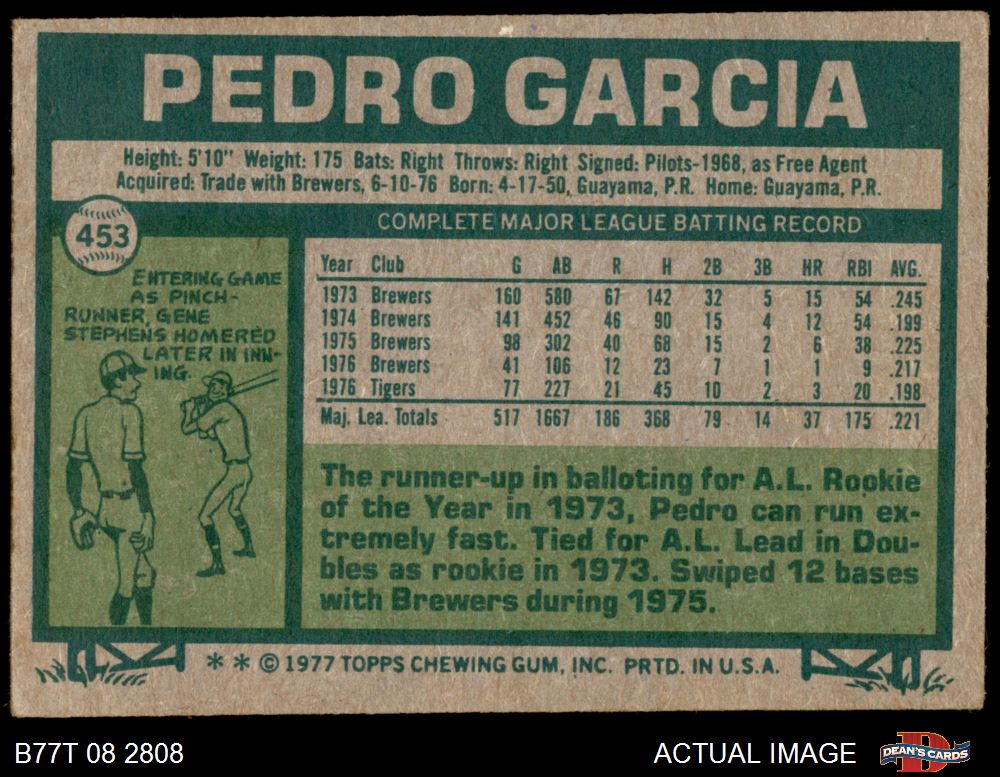 PEDRO GARCIA
Height: 5'10" Weight: 175 Bats: Right Throws: Right Signed: Pilots-1968, as Free Agent
Acquired: Trade with Brewers, 6-10-76 Born: 4-17-50, Guayama, P.R. Home: Guayama, P.R.
453
ENTERING GAME
AS PINCH-
RUNNER, GENE
STEPHENS HOMERED
LATER IN INN-
ING.
COMPLETE MAJOR LEAGUE BATTING RECORD
Year Club G AB R H 2B 3B HR RBI AVG.
1973 Brewers 160 580 67 142 32 5 15 54 .245
1974 Brewers 141 452 46 90 15 4 12 54 .199
1975 Brewers 98 302 40 68 15 2 6 38 .225
1976 Brewers 41 106 12 23 7 1 1 9 .217
1976 Tigers 77 227 21 45 10 2 3 20 .198
Maj. Lea. Totals 517 1667 186 368 79 14 37 175 .221
The runner-up in balloting for A.L. Rookie
of the Year in 1973, Pedro can run ex-
tremely fast. Tied for A.L. Lead in Dou-
bles as rookie in 1973. Swiped 12 bases
with Brewers during 1975.
* * © 1977 TOPPS CHEWING GUM, INC. PRTD. IN U.S.A.
B77T 08 2808
ACTUAL IMAGE
D
DEAN'S CARDS